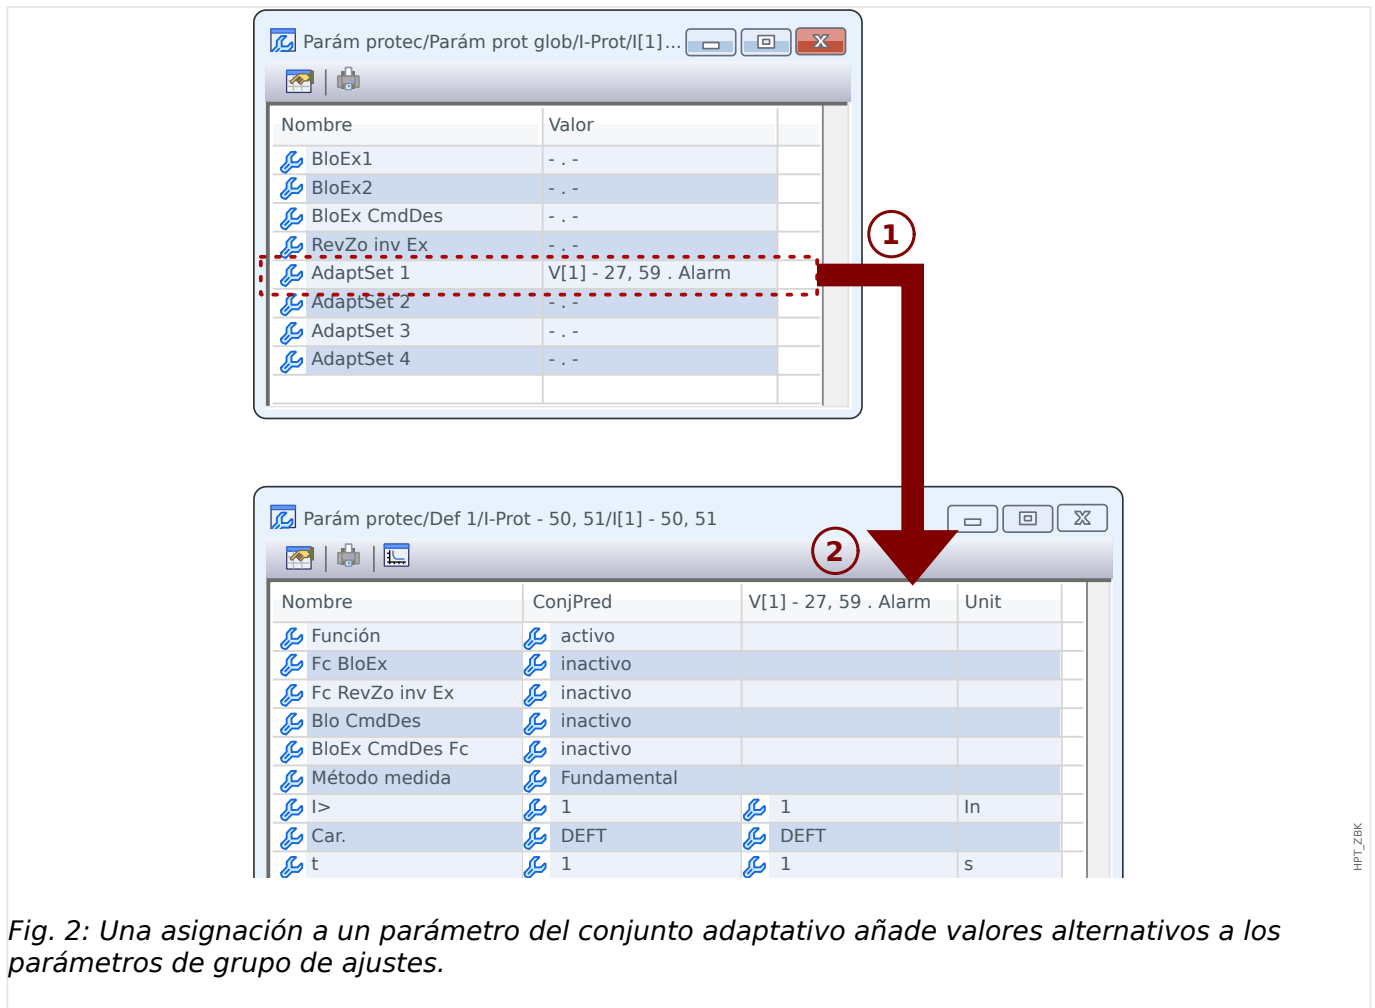 Parám protec/Parám prot glob/I-Prot/I[1]...
Nombre Valor
BloEx1 - . -
BloEx2 - . -
BloEx CmdDes - . -
RevZo inv Ex - . -
AdaptSet 1 V[1] - 27, 59 . Alarm
AdaptSet 2 - . -
AdaptSet 3 - . -
AdaptSet 4 - . -
1
Parám protec/Def 1/I-Prot - 50, 51/I[1] - 50, 51
2
Nombre ConjPred V[1] - 27, 59 . Alarm Unit
Función activo
Fc BloEx inactivo
Fc RevZo inv Ex inactivo
Blo CmdDes inactivo
BloEx CmdDes Fc inactivo
Método medida Fundamental
I> 1 1 In
Car. DEFT DEFT
t 1 1 s
HPT_ZBK
Fig. 2: Una asignación a un parámetro del conjunto adaptativo añade valores alternativos a los
parámetros de grupo de ajustes.